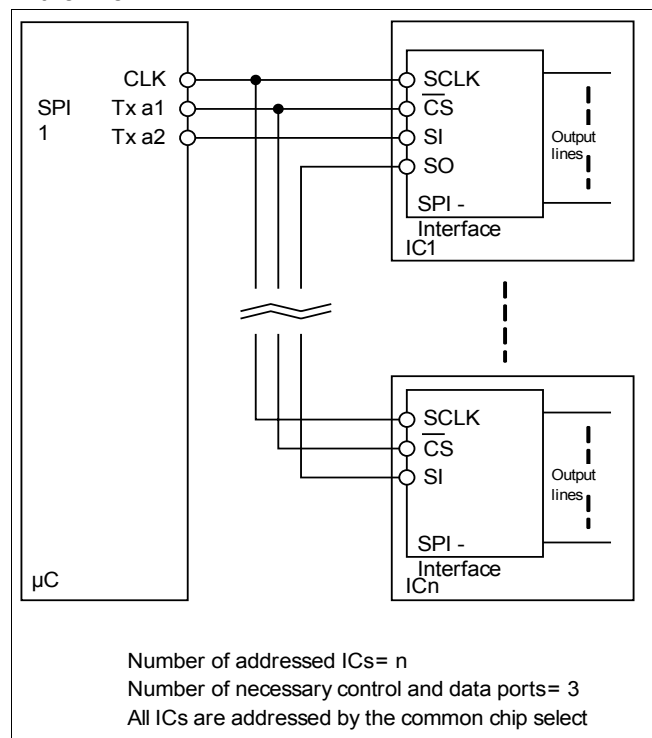 CLK
SPI
1
Tx a1
Tx a2
SCLK
CS
SI
SO
Output
lines
SPI -
Interface
IC1
SCLK
CS
SI
Output
lines
SPI -
Interface
ICn
µC
Number of addressed ICs= n
Number of necessary control and data ports= 3
All ICs are addressed by the common chip select